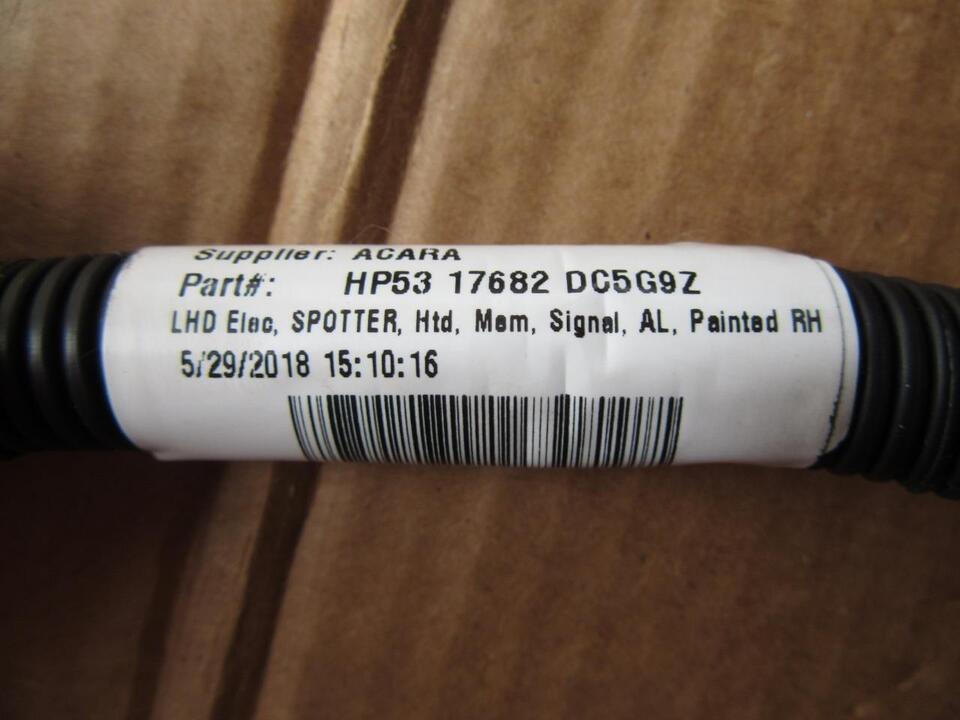 Supplier: ACARA
Part#: HP53 17682 DC5G9Z
LHD Elec, SPOTTER, Htd, Mem, Signal, AL, Painted RH
5/29/2018 15:10:16